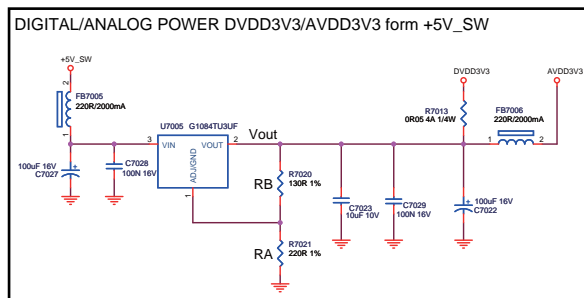 DIGITAL/ANALOG POWER DVDD3V3/AVDD3V3 form +5V_SW
+5V_SW
DVDD3V3
AVDD3V3
2
FB7005
220R/2000mA
1
R7013
0R05 4A 1/4W
FB7006
220R/2000mA
U7005 G1084TU3UF
Vout
3
VIN
VOUT
2
1
2
ADJ/GND
1
100uF 16V
+
C7027
C7028
100N 16V
RB
R7020
130R 1%
C7023
10uF 10V
C7029
100N 16V
100uF 16V
+
C7022
RA
R7021
220R 1%